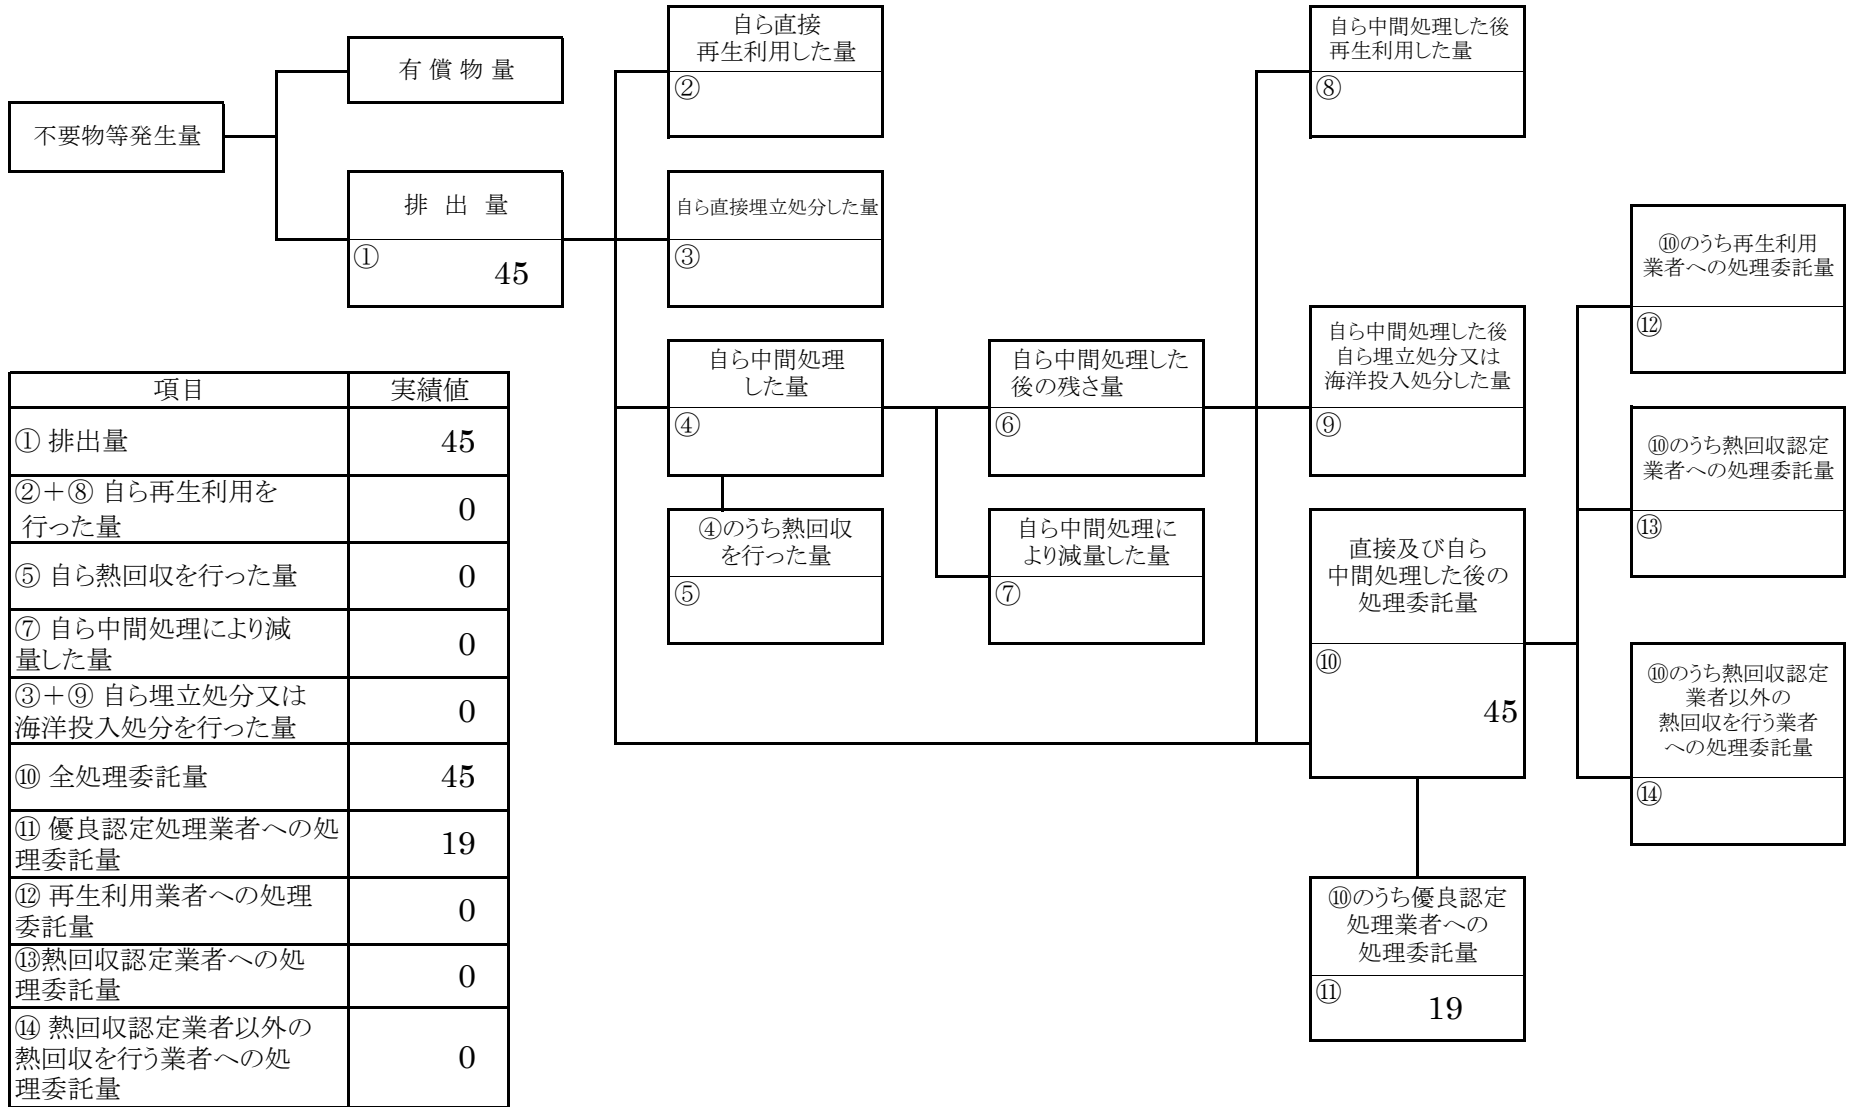 不要物等発生量
有 償 物 量
排 出 量
①
45
自ら直接
再生利用した量
②
自ら直接埋立処分した量
③
自ら中間処理
した量
④
④のうち熱回収
を行った量
⑤
自ら中間処理した
後の残さ量
⑥
自ら中間処理に
より減量した量
⑦
自ら中間処理した後
再生利用した量
⑧
自ら中間処理した後
自ら埋立処分又は
海洋投入処分した量
⑨
直接及び自ら
中間処理した後の
処理委託量
⑩
45
⑩のうち優良認定
処理業者への
処理委託量
⑪
19
⑩のうち再生利用
業者への処理委託量
⑫
⑩のうち熱回収認定
業者への処理委託量
⑬
⑩のうち熱回収認定
業者以外の
熱回収を行う業者
への処理委託量
⑭
項目 実績値
① 排出量 45
②+⑧ 自ら再生利用を
行った量 0
⑤ 自ら熱回収を行った量 0
⑦ 自ら中間処理により減
量した量 0
③+⑨ 自ら埋立処分又は
海洋投入処分を行った量 0
⑩ 全処理委託量 45
⑪ 優良認定処理業者への処
理委託量 19
⑫ 再生利用業者への処理
委託量 0
⑬熱回収認定業者への処
理委託量 0
⑭ 熱回収認定業者以外の
熱回収を行う業者への処
理委託量 0